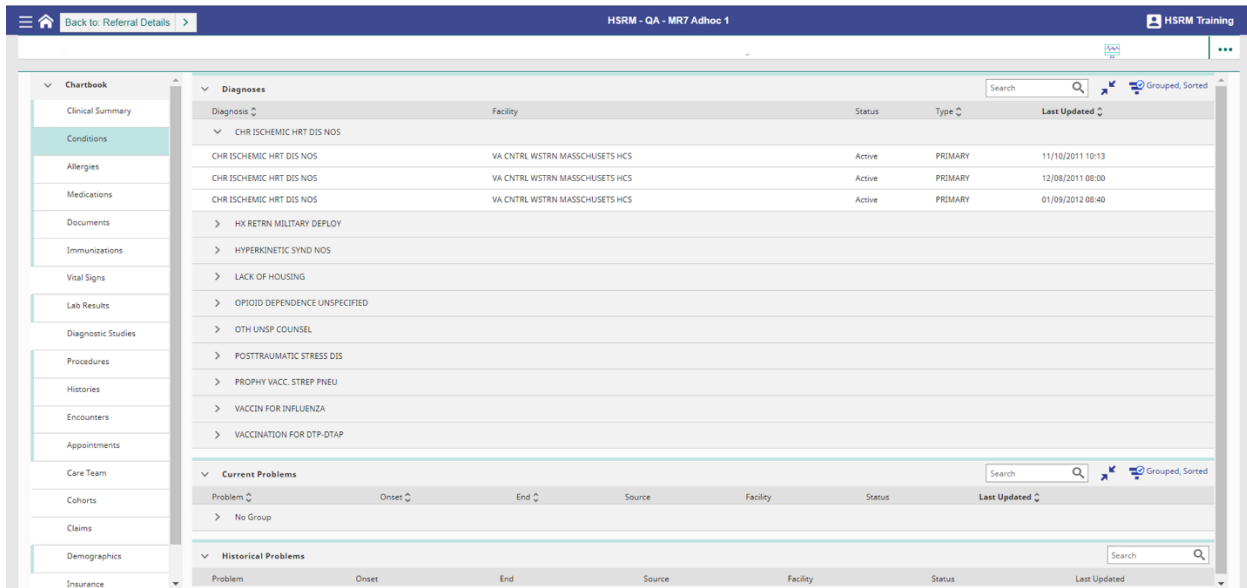 Back to: Referral Details >
HSRM - QA - MR7 Adhoc 1
HSRM Training
Chartbook
Clinical Summary
Conditions
Allergies
Medications
Documents
Immunizations
Vital Signs
Lab Results
Diagnostic Studies
Procedures
Histories
Encounters
Appointments
Care Team
Cohorts
Claims
Demographics
Insurance
Diagnoses
Search
Grouped, Sorted
Diagnosis Facility Status Type Last Updated
CHR ISCHEMIC HRT DIS NOS
CHR ISCHEMIC HRT DIS NOS VA CNTRL WSTRN MASSCHUSETS HCS Active PRIMARY 11/10/2011 10:13
CHR ISCHEMIC HRT DIS NOS VA CNTRL WSTRN MASSCHUSETS HCS Active PRIMARY 12/08/2011 08:00
CHR ISCHEMIC HRT DIS NOS VA CNTRL WSTRN MASSCHUSETS HCS Active PRIMARY 01/09/2012 08:40
HX RETRN MILITARY DEPLOY
HYPERKINETIC SYND NOS
LACK OF HOUSING
OPIOID DEPENDENCE UNSPECIFIED
OTH UNSP COUNSEL
POSTTRAUMATIC STRESS DIS
PROPHY VACC. STREP PNEU
VACCIN FOR INFLUENZA
VACCINATION FOR DTP-DTAP
Current Problems
Search
Grouped, Sorted
Problem Onset End Source Facility Status Last Updated
No Group
Historical Problems
Search
Problem Onset End Source Facility Status Last Updated